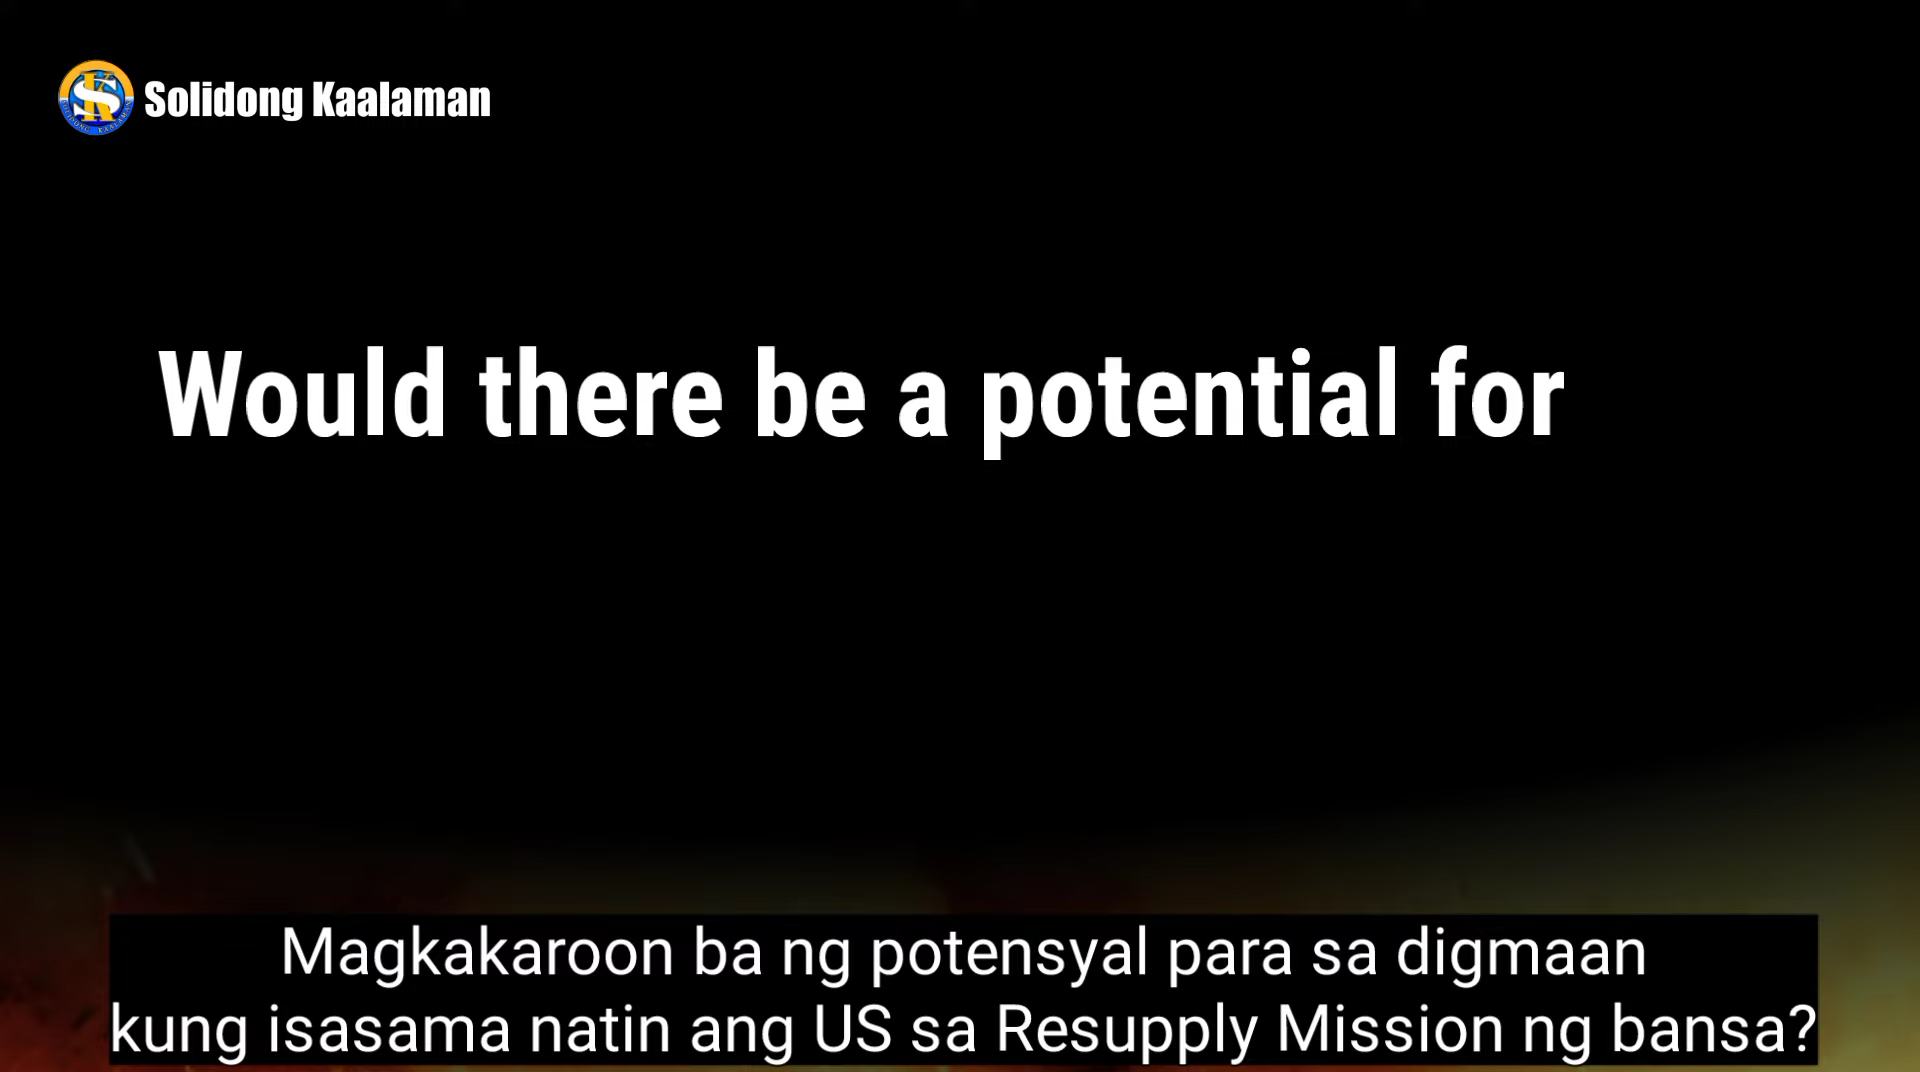 Solidong Kaalaman
Would there be a potential for
Magkakaroon ba ng potensyal para sa digmaan
kung isasama natin ang US sa Resupply Mission ng bansa?